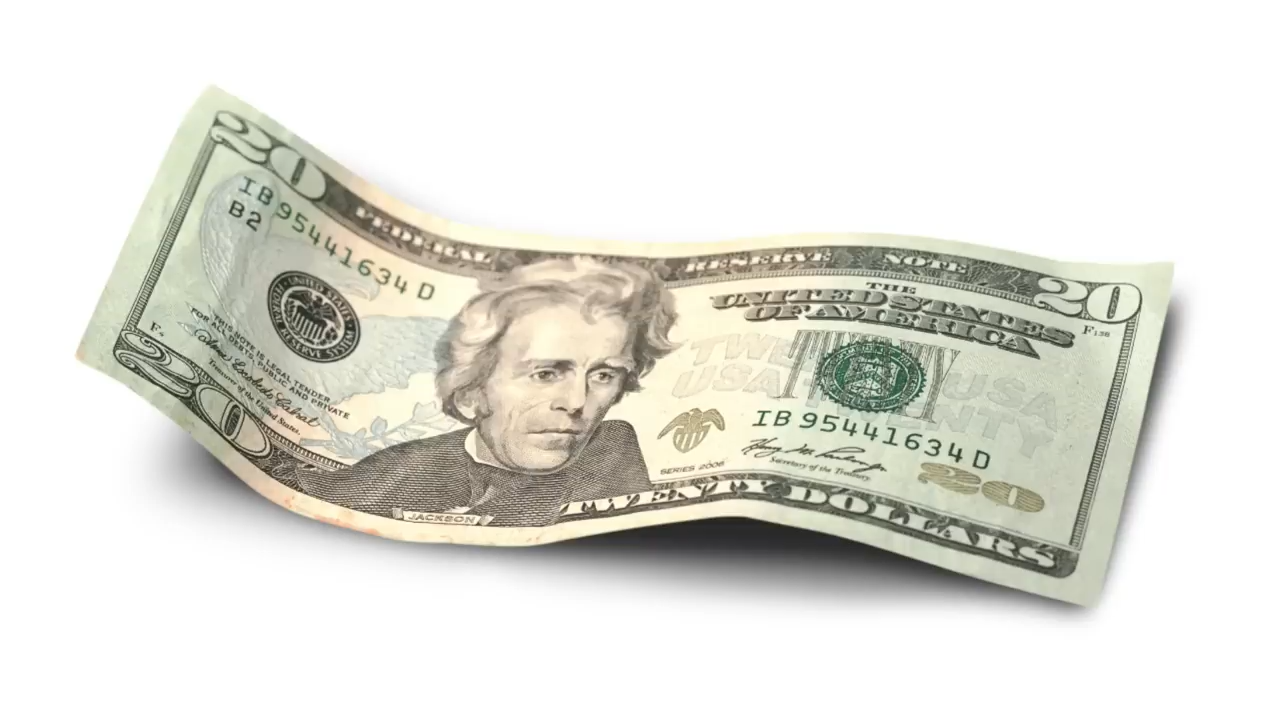 20
FEDERAL RESERVE NOTE
20
IB 95441634 D
B2
THE
UNITED STATES
OF AMERICA
F138
TWENTY
USA
USA TWENTY
THIS NOTE IS LEGAL TENDER
FOR ALL DEBTS, PUBLIC AND PRIVATE
Treasurer of the United States.
20
JACKSON
SERIES 2006
IB 95441634 D
Secretary of the Treasury.
20
TWENTY DOLLARS